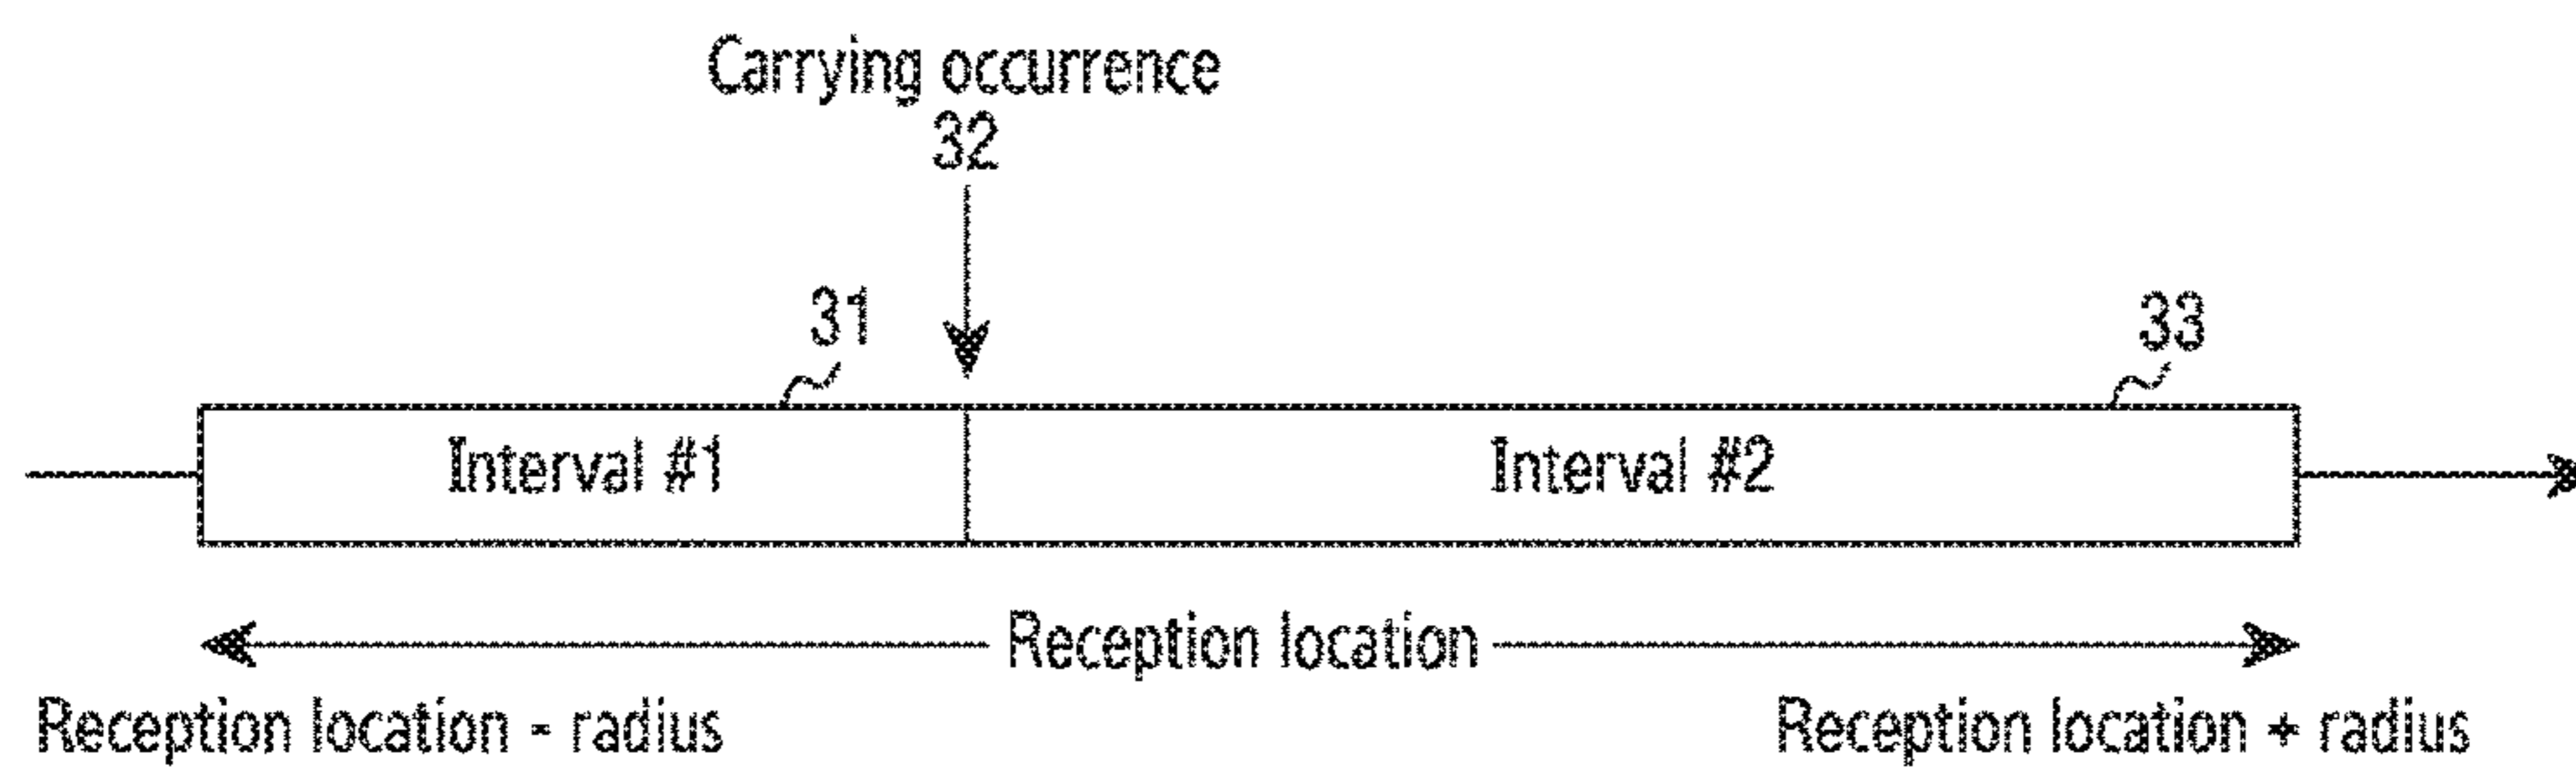 Carrying occurrence
32
31
33
Interval #1
Interval #2
Reception location
Reception location - radius
Reception location + radius